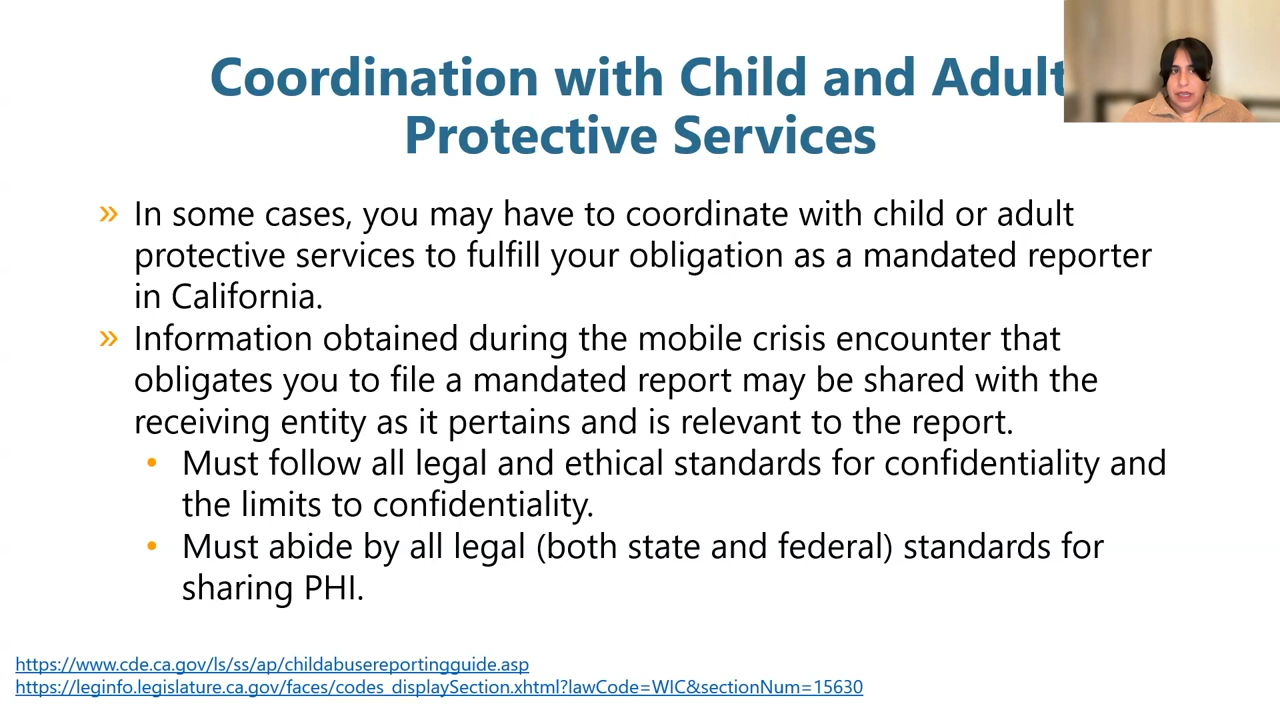 Coordination with Child and Adult
Protective Services
» In some cases, you may have to coordinate with child or adult
protective services to fulfill your obligation as a mandated reporter
in California.
» Information obtained during the mobile crisis encounter that
obligates you to file a mandated report may be shared with the
receiving entity as it pertains and is relevant to the report.
• Must follow all legal and ethical standards for confidentiality and
the limits to confidentiality.
• Must abide by all legal (both state and federal) standards for
sharing PHI.
https://www.cde.ca.gov/ls/ss/ap/childabusereportingguide.asp
https://leginfo.legislature.ca.gov/faces/codes_displaySection.xhtml?lawCode=WIC&sectionNum=15630